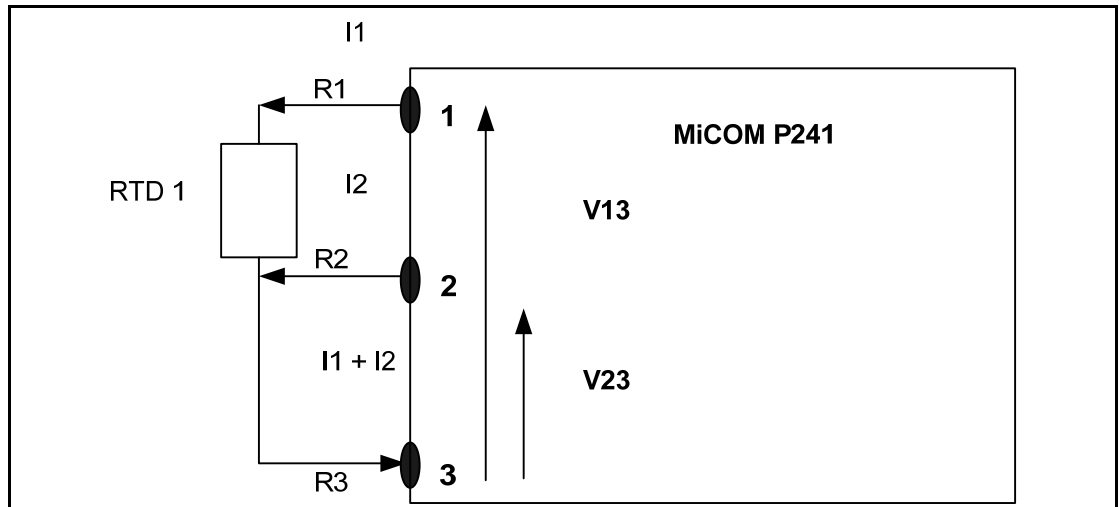 I1
R1
1
MiCOM P241
RTD 1
I2
V13
R2
2
I1 + I2
V23
R3
3